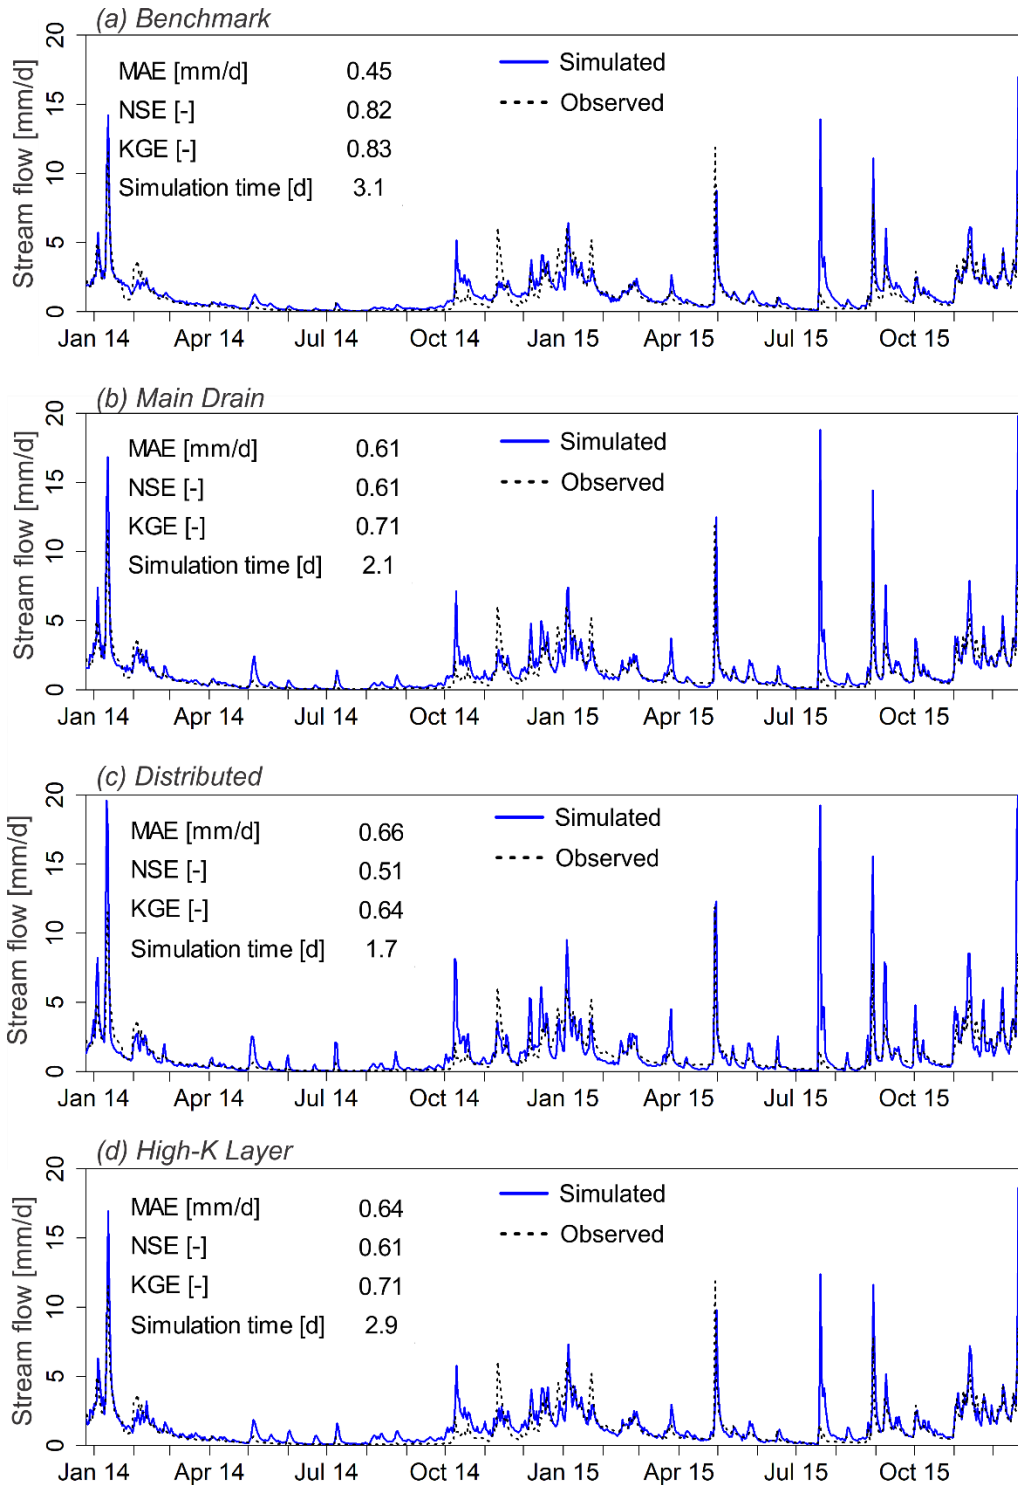 (a) Benchmark
Stream flow [mm/d]
20
15
10
5
0
MAE [mm/d] 0.45
NSE [-] 0.82
KGE [-] 0.83
Simulation time [d] 3.1
Simulated
Observed
Jan 14 Apr 14 Jul 14 Oct 14 Jan 15 Apr 15 Jul 15 Oct 15
(b) Main Drain
Stream flow [mm/d]
20
15
10
5
0
MAE [mm/d] 0.61
NSE [-] 0.61
KGE [-] 0.71
Simulation time [d] 2.1
Simulated
Observed
Jan 14 Apr 14 Jul 14 Oct 14 Jan 15 Apr 15 Jul 15 Oct 15
(c) Distributed
Stream flow [mm/d]
20
15
10
5
0
MAE [mm/d] 0.66
NSE [-] 0.51
KGE [-] 0.64
Simulation time [d] 1.7
Simulated
Observed
Jan 14 Apr 14 Jul 14 Oct 14 Jan 15 Apr 15 Jul 15 Oct 15
(d) High-K Layer
Stream flow [mm/d]
20
15
10
5
0
MAE [mm/d] 0.64
NSE [-] 0.61
KGE [-] 0.71
Simulation time [d] 2.9
Simulated
Observed
Jan 14 Apr 14 Jul 14 Oct 14 Jan 15 Apr 15 Jul 15 Oct 15